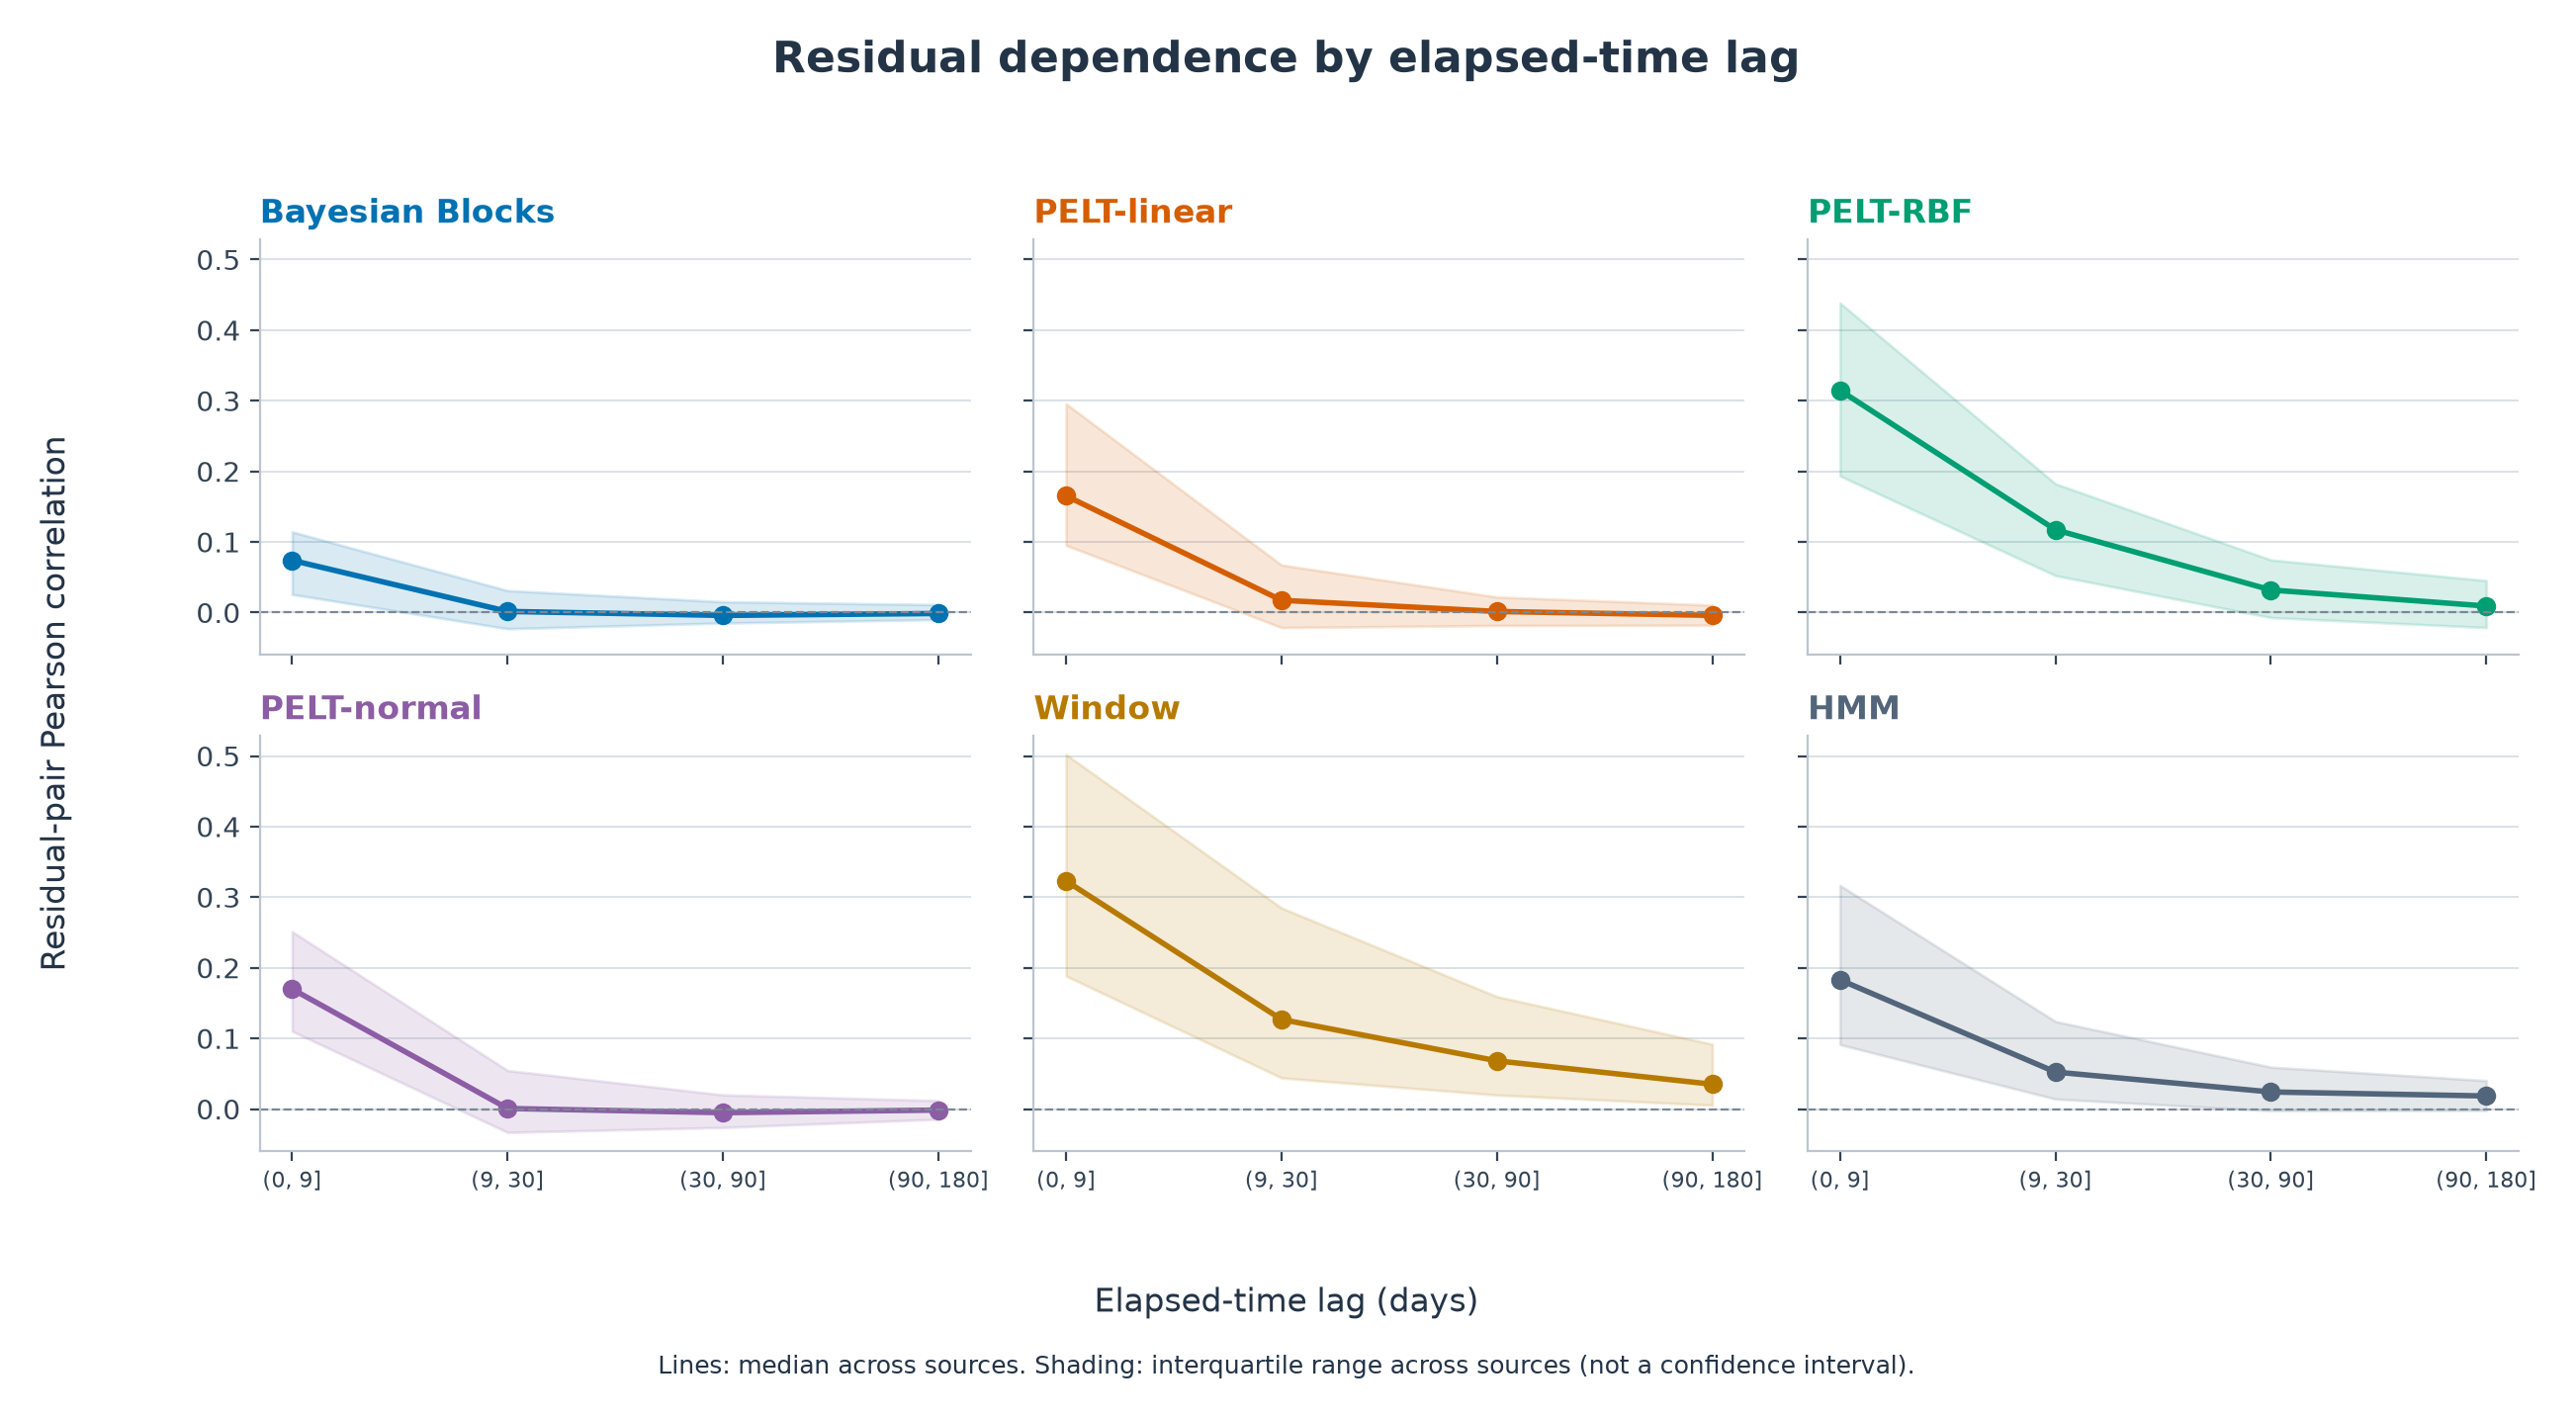 Residual dependence by elapsed-time lag
Residual-pair Pearson correlation
Bayesian Blocks
0.5
0.4
0.3
0.2
0.1
0.0
PELT-linear
PELT-RBF
PELT-normal
0.5
0.4
0.3
0.2
0.1
0.0
(0, 9]
(9, 30]
(30, 90]
(90, 180]
Window
(0, 9]
(9, 30]
(30, 90]
(90, 180]
HMM
(0, 9]
(9, 30]
(30, 90]
(90, 180]
Elapsed-time lag (days)
Lines: median across sources. Shading: interquartile range across sources (not a confidence interval).